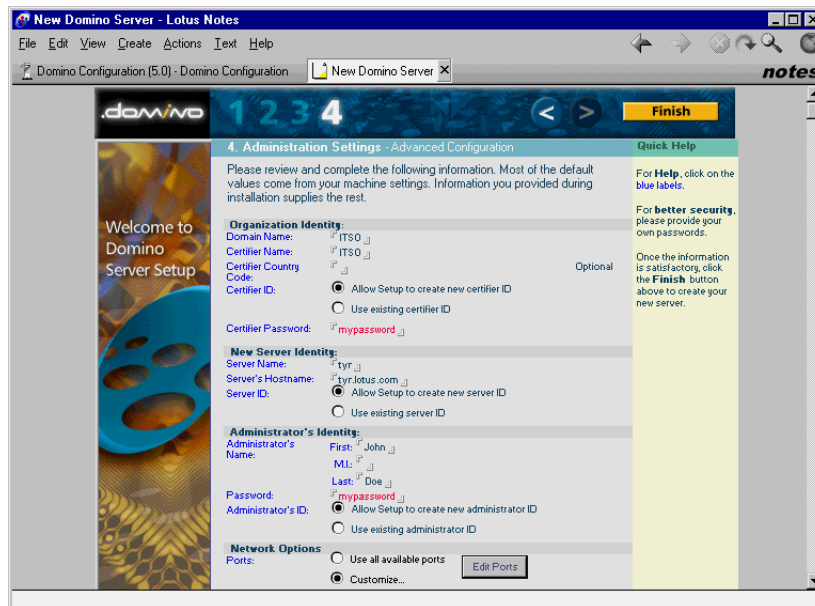 New Domino Server - Lotus Notes
File Edit View Create Actions Text Help
Domino Configuration (5.0) - Domino Configuration New Domino Server
notes
.domino 1 2 3 4 < > Finish
4. Administration Settings - Advanced Configuration
Please review and complete the following information. Most of the default
values come from your machine settings. Information you provided during
installation supplies the rest.
Welcome to
Domino
Server Setup
Organization Identity:
Domain Name: ITSO
Certifier Name: ITSO
Certifier Country
Code: Optional
Certifier ID: Allow Setup to create new certifier ID
Use existing certifier ID
Certifier Password: mypassword
New Server Identity:
Server Name: tyr
Server's Hostname: tyr.lotus.com
Server ID: Allow Setup to create new server ID
Use existing server ID
Administrator's Identity:
Administrator's
Name: First: John
M.I.:
Last: Doe
Password: mypassword
Administrator's ID: Allow Setup to create new administrator ID
Use existing administrator ID
Network Options
Ports: Use all available ports
Customize...
Edit Ports
Quick Help
For Help, click on the
blue labels.
For better security,
please provide your
own passwords.
Once the information
is satisfactory, click
the Finish button
above to create your
new server.